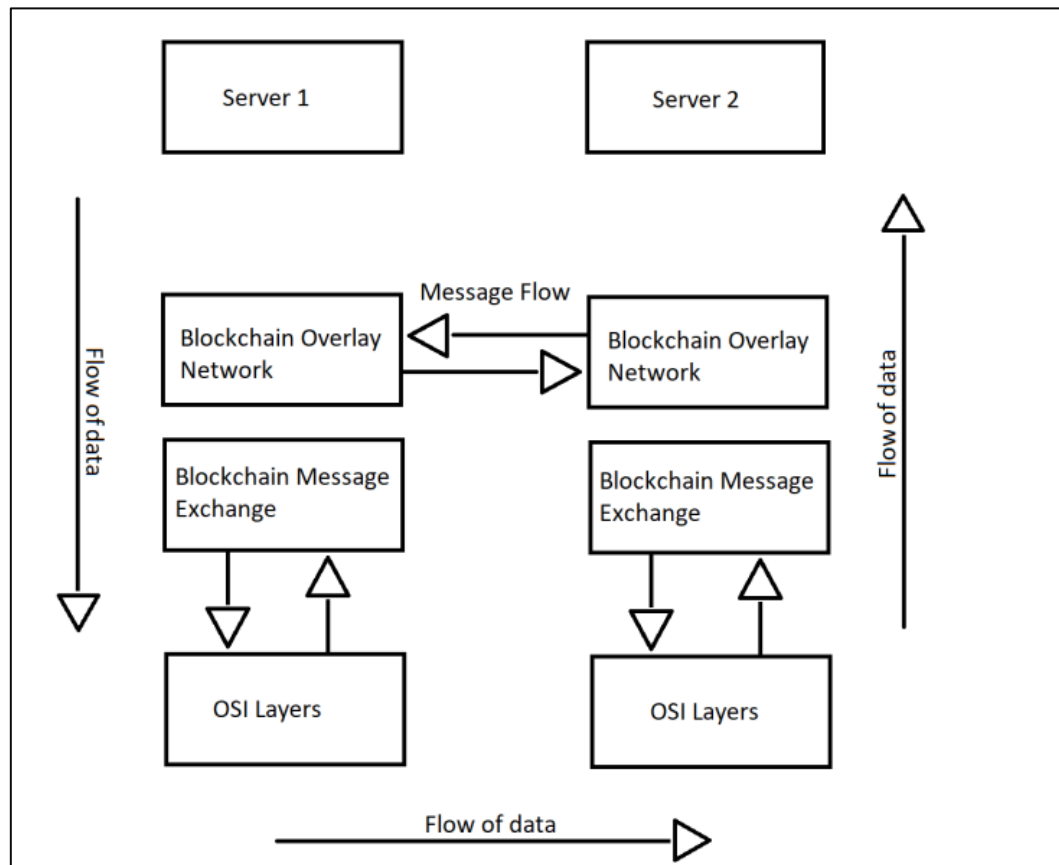 Server 1
Server 2
Message Flow
Blockchain Overlay
Network
Blockchain Overlay
Network
Flow of data
Flow of data
Blockchain Message
Exchange
Blockchain Message
Exchange
OSI Layers
OSI Layers
Flow of data